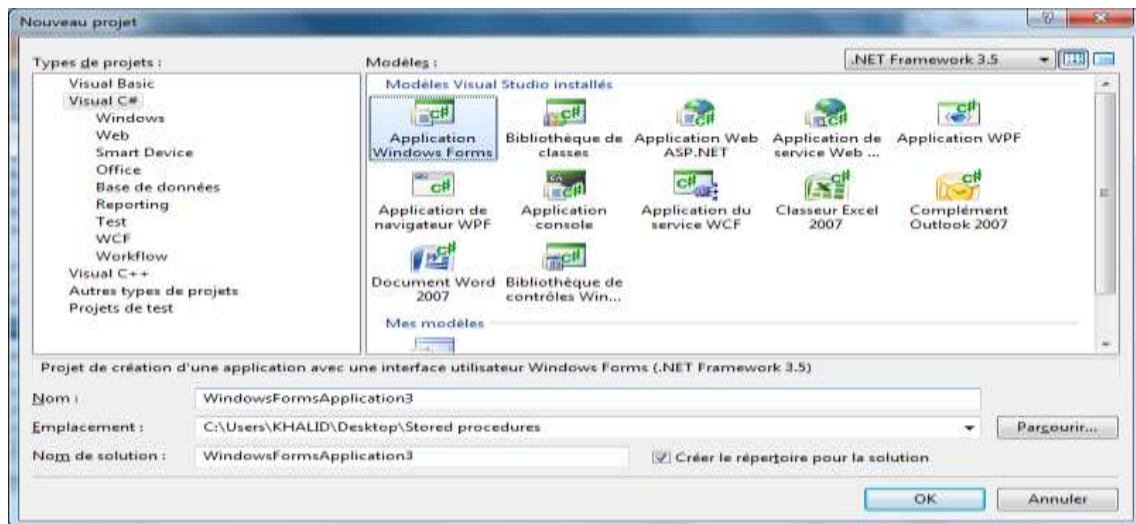 Nouveau projet
Types de projets :
Modèles :
.NET Framework 3.5
Visual Basic
Visual C#
Windows
Web
Smart Device
Office
Base de données
Reporting
Test
WCF
Workflow
Visual C++
Autres types de projets
Projets de test
Modèles Visual Studio installés
Application Windows Forms
Bibliothèque de classes
Application Web ASP.NET
Application de service Web ...
Application WPF
Application de navigateur WPF
Application console
Application du service WCF
Classeur Excel 2007
Complément Outlook 2007
Document Word 2007
Bibliothèque de contrôles Win...
Mes modèles
Projet de création d'une application avec une interface utilisateur Windows Forms (.NET Framework 3.5)
Nom :
WindowsFormsApplication3
Emplacement :
C:\Users\KHALID\Desktop\Stored procedures
Parcourir...
Nom de solution :
WindowsFormsApplication3
Créer le répertoire pour la solution
OK
Annuler